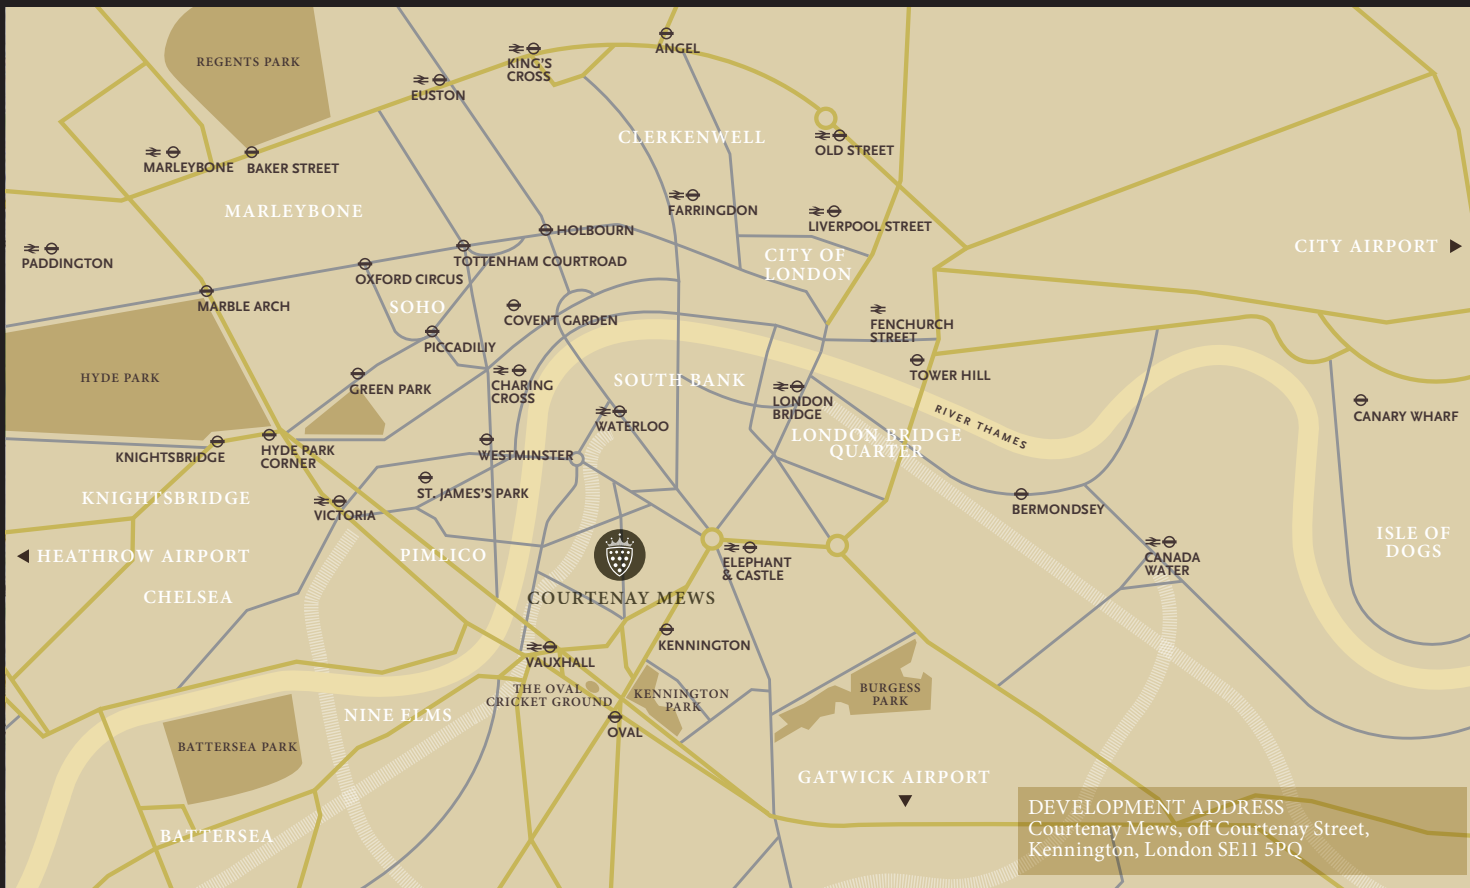 REGENTS PARK
ANGEL
KING'S
CROSS
EUSTON
CLERKENWELL
OLD STREET
MARLEYBONE
BAKER STREET
FARRINGDON
MARLEYBONE
LIVERPOOL STREET
HOLBOURN
CITY AIRPORT
PADDINGTON
TOTTENHAM COURTROAD
CITY OF
LONDON
OXFORD CIRCUS
MARBLE ARCH
SOHO
COVENT GARDEN
FENCHURCH
STREET
PICCADILIY
HYDE PARK
GREEN PARK
CHARING
CROSS
SOUTH BANK
TOWER HILL
LONDON
BRIDGE
RIVER THAMES
CANARY WHARF
WATERLOO
LONDON BRIDGE
QUARTER
KNIGHTSBRIDGE
HYDE PARK
CORNER
WESTMINSTER
KNIGHTSBRIDGE
ST. JAMES'S PARK
VICTORIA
BERMONDSEY
ISLE OF
DOGS
HEATHROW AIRPORT
PIMLICO
ELEPHANT
& CASTLE
CANADA
WATER
CHELSEA
COURTENAY MEWS
KENNINGTON
VAUXHALL
THE OVAL
CRICKET GROUND
KENNINGTON
PARK
BURGESS
PARK
NINE ELMS
OVAL
BATTERSEA PARK
GATWICK AIRPORT
BATTERSEA
DEVELOPMENT ADDRESS
Courtenay Mews, off Courtenay Street,
Kennington, London SE11 5PQ